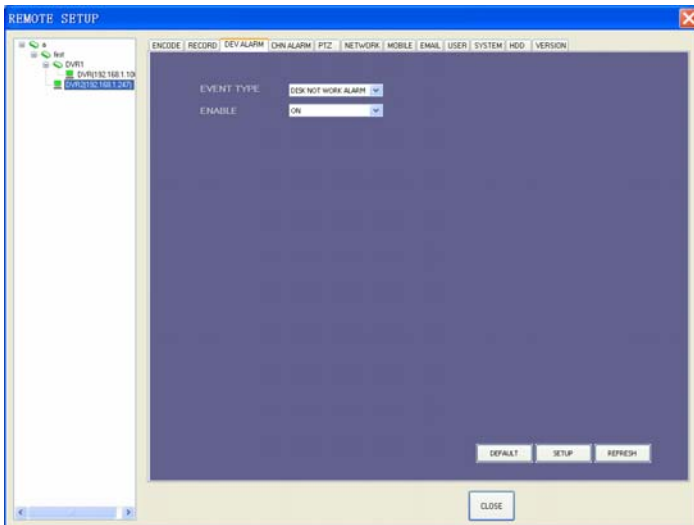 REMOTE SETUP
a
first
DVR1
DVR(192.168.1.10
DVR2(192.168.1.247)
ENCODE RECORD DEV ALARM CHN ALARM PTZ NETWORK MOBILE EMAIL USER SYSTEM HDD VERSION
EVENT TYPE DISK NOT WORK ALARM
ENABLE ON
DEFAULT SETUP REFRESH
CLOSE